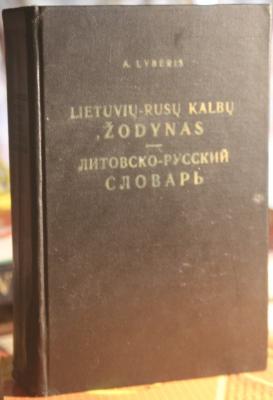 A. LYBERIS
LIETUVIŲ-RUSŲ KALBŲ
ŽODYNAS
ЛИТОВСКО-РУССКИЙ
СЛОВАРЬ